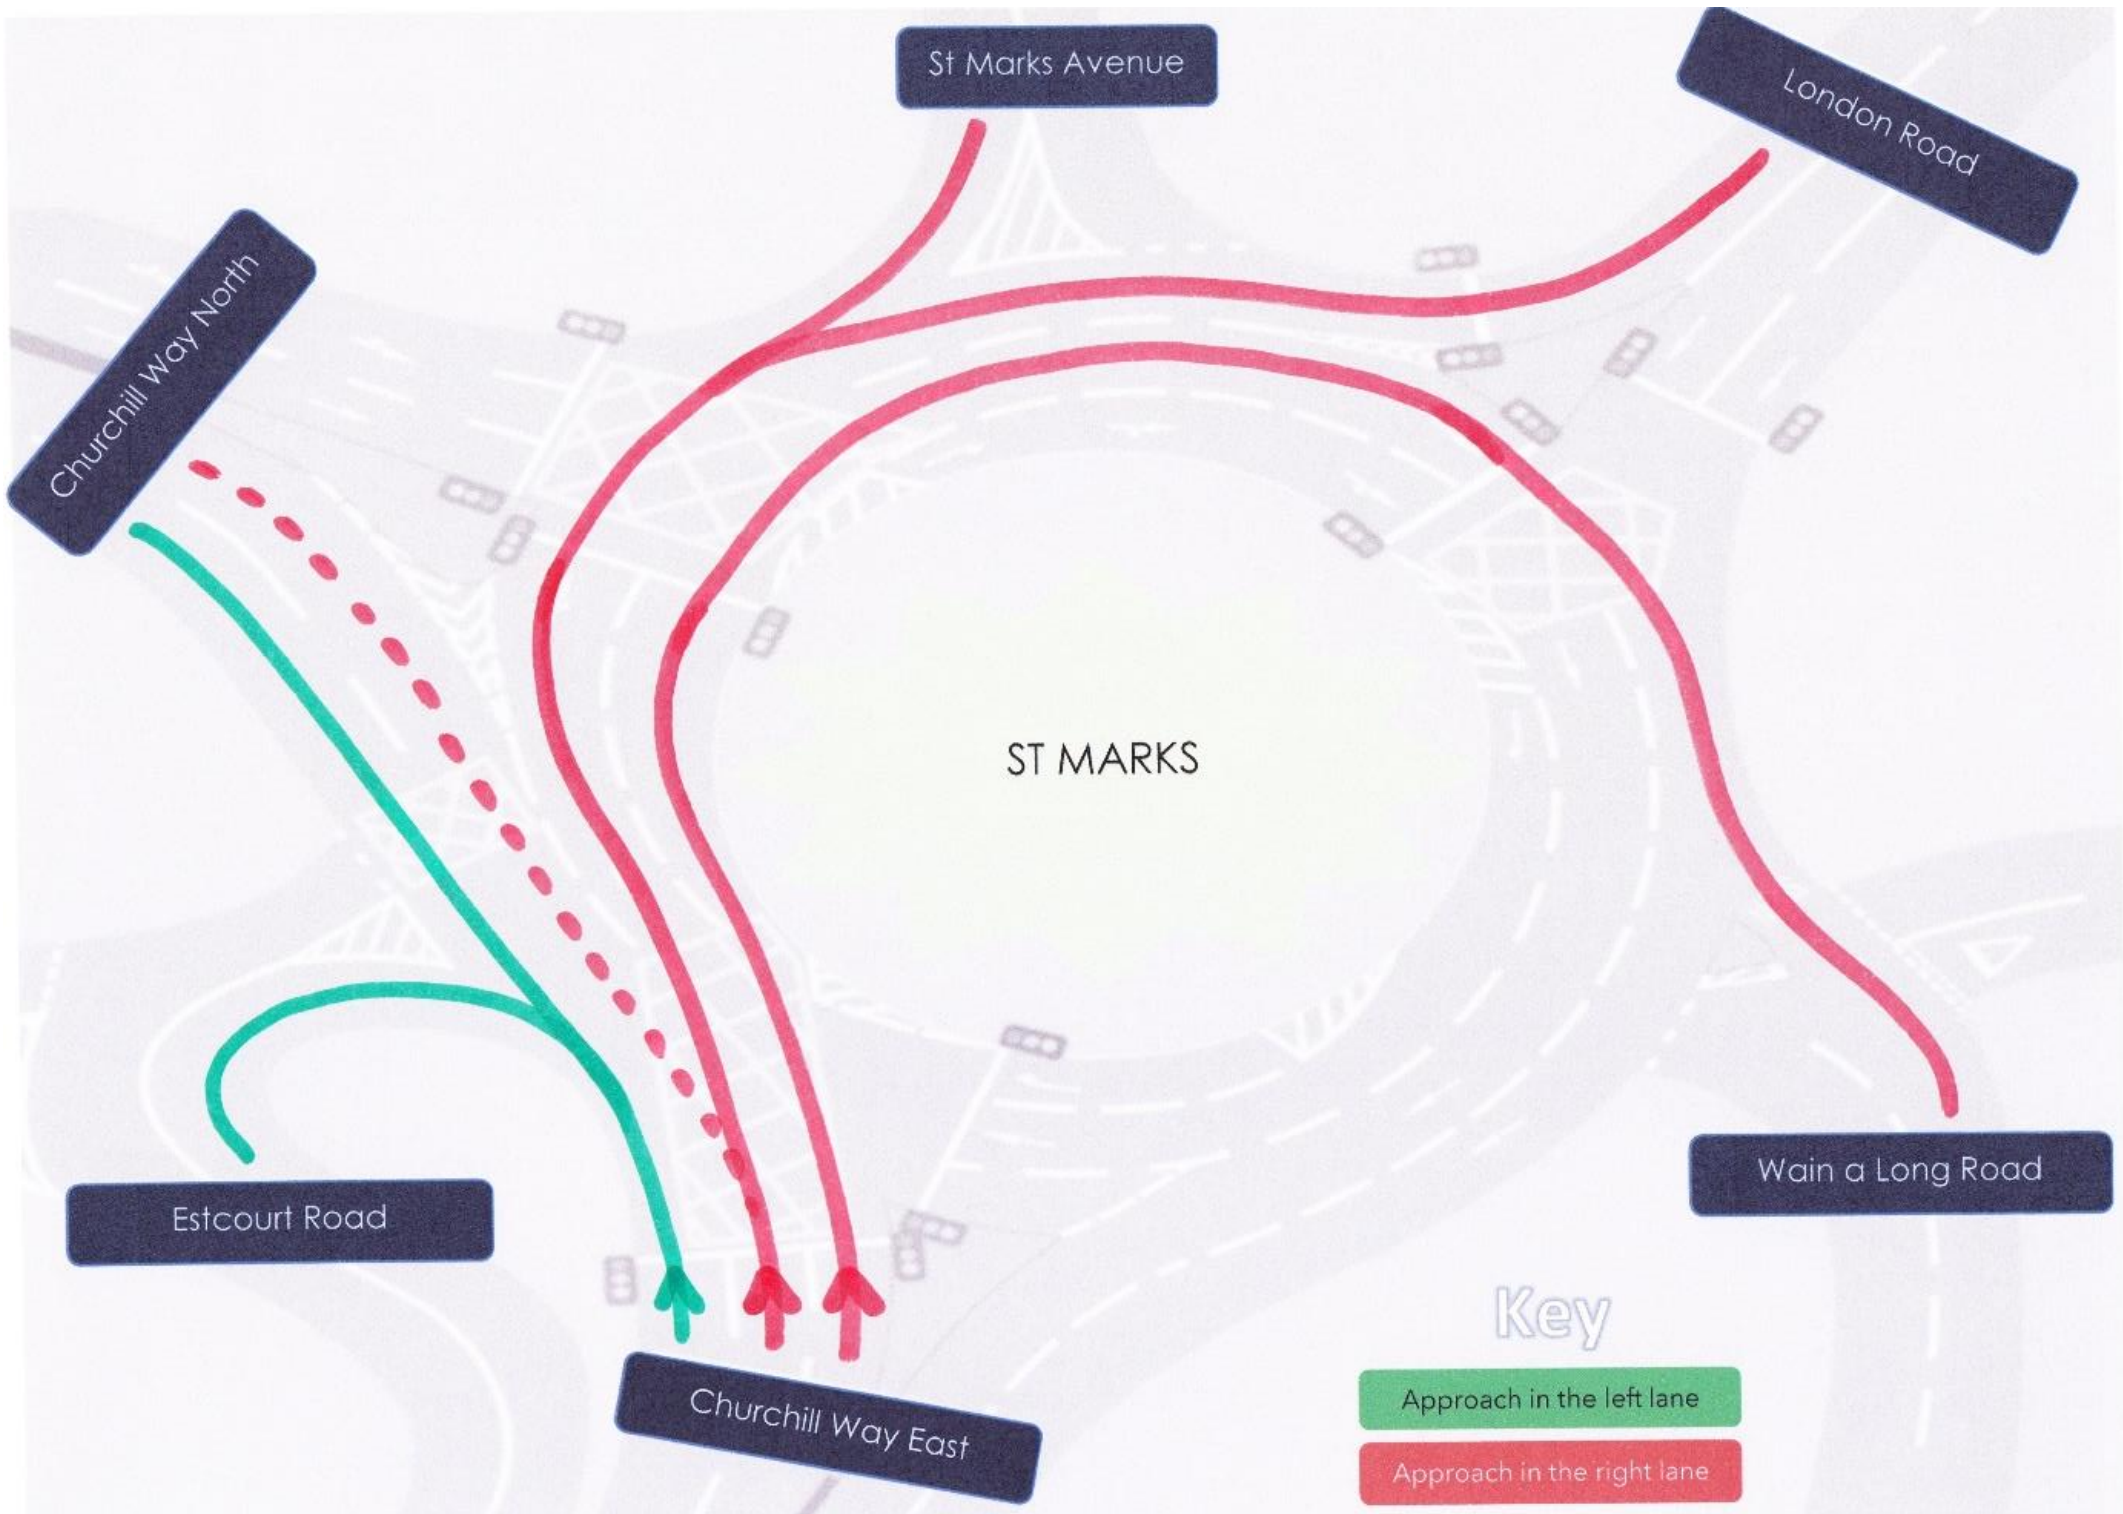 St Marks Avenue
London Road
Churchill Way North
ST MARKS
Wain a Long Road
Estcourt Road
Churchill Way East
Key
Approach in the left lane
Approach in the right lane